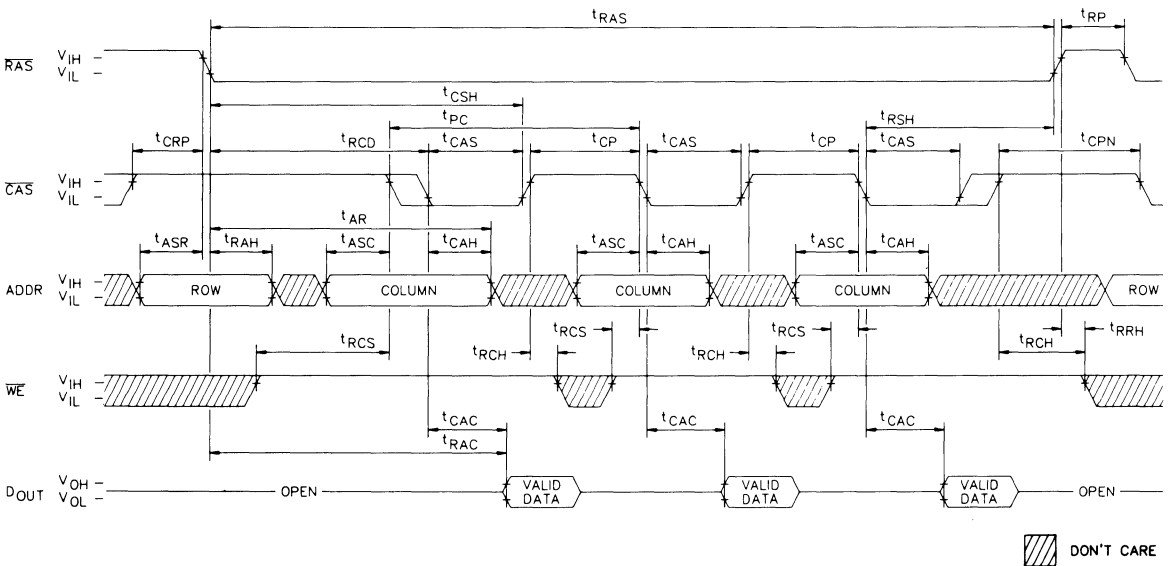 tRAS tRP
RAS VIH
VIL
tCSH
tPC tRSH
tCRP tRCD tCAS tCP tCAS tCP tCAS tCPN
CAS VIH
VIL
tAR
tASR tRAH tASC tCAH tASC tCAH tASC tCAH
ADDR VIH
VIL
ROW COLUMN COLUMN COLUMN ROW
tRCS tRCH tRCS tRCH tRCS tRCH tRRH
WE VIH
VIL
tCAC tCAC tCAC
tRAC
DOUT VOH
VOL
OPEN VALID DATA VALID DATA VALID DATA OPEN
DON'T CARE